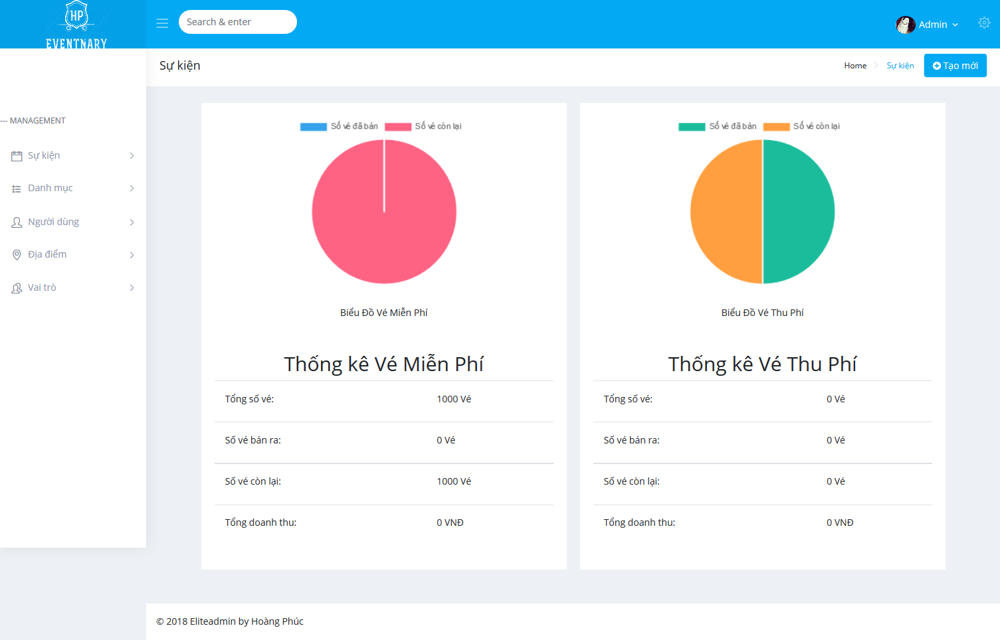 HP
EVENTNARY
Search & enter
Admin
Sự kiện
Home
Sự kiện
Tạo mới
--- MANAGEMENT
Sự kiện
Danh mục
Người dùng
Địa điểm
Vai trò
Số vé đã bán
Số vé còn lại
Biểu Đồ Vé Miễn Phí
Thống kê Vé Miễn Phí
Tổng số vé: 1000 Vé
Số vé bán ra: 0 Vé
Số vé còn lại: 1000 Vé
Tổng doanh thu: 0 VNĐ
Số vé đã bán
Số vé còn lại
Biểu Đồ Vé Thu Phí
Thống kê Vé Thu Phí
Tổng số vé: 0 Vé
Số vé bán ra: 0 Vé
Số vé còn lại: 0 Vé
Tổng doanh thu: 0 VNĐ
© 2018 Eliteadmin by Hoàng Phúc